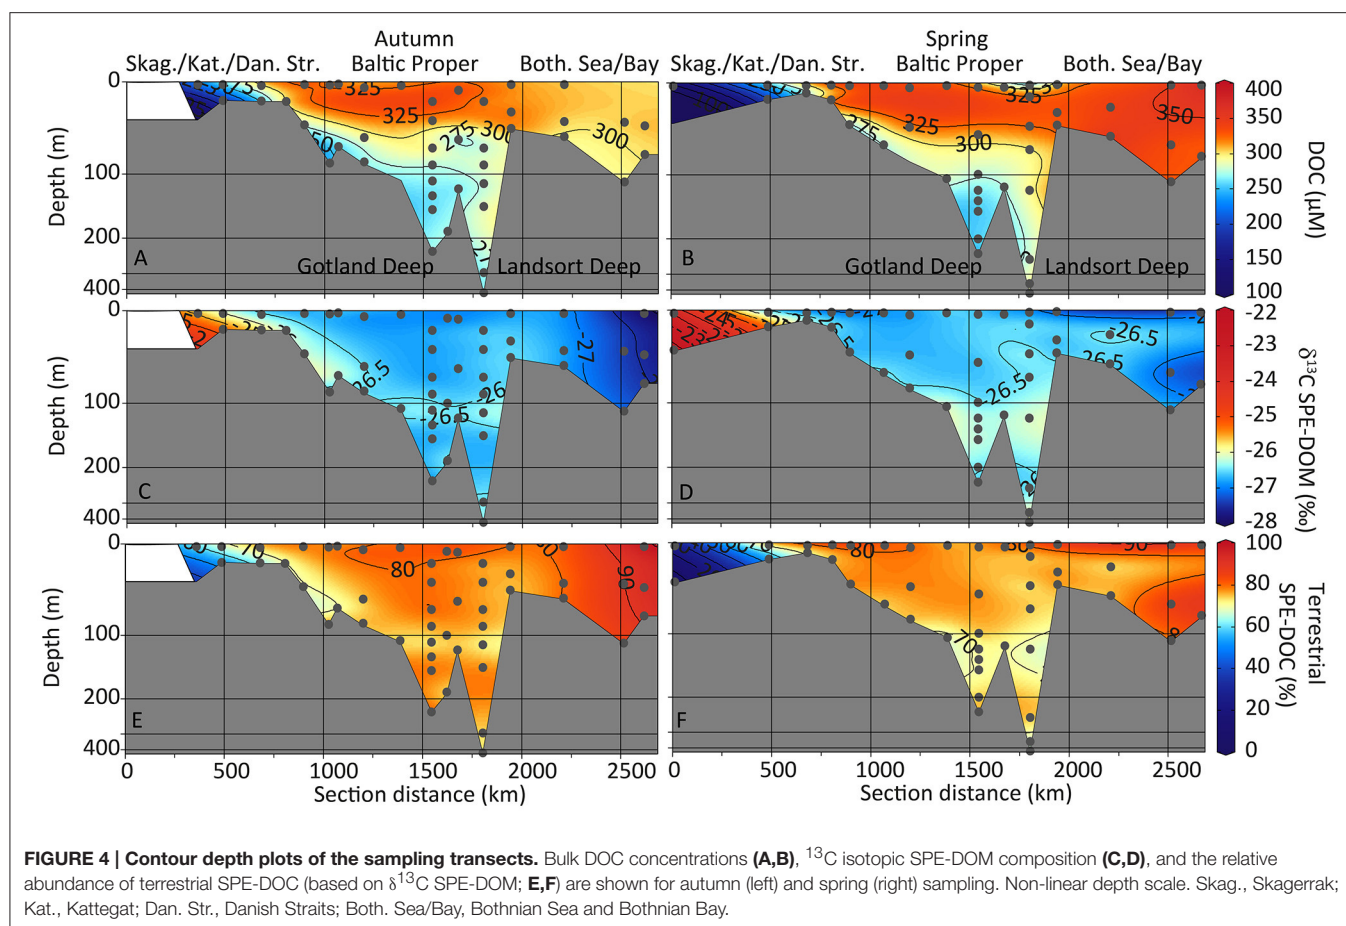 Autumn
Spring
Skag./Kat./Dan. Str.
Baltic Proper
Both. Sea/Bay
Skag./Kat./Dan. Str.
Baltic Proper
Both. Sea/Bay
0
100
200
400
Depth (m)
325
325
275
300
300
A
Gotland Deep
Landsort Deep
275
325
325
300
350
B
Gotland Deep
Landsort Deep
400
350
300
250
200
150
100
DOC (μM)
0
100
200
400
Depth (m)
-26.5
-26.5
-27
C
-26.5
-26.5
-26.5
D
-22
-23
-24
-25
-26
-27
-28
δ13C SPE-DOM (‰)
0
100
200
400
Depth (m)
70
80
90
E
80
90
70
F
100
80
60
40
20
0
Terrestrial
SPE-DOC
(%)
0
500
1000
1500
2000
2500
Section distance (km)
0
500
1000
1500
2000
2500
Section distance (km)
FIGURE 4 | Contour depth plots of the sampling transects. Bulk DOC concentrations (A,B), 13C isotopic SPE-DOM composition (C,D), and the relative
abundance of terrestrial SPE-DOC (based on δ13C SPE-DOM; E,F) are shown for autumn (left) and spring (right) sampling. Non-linear depth scale. Skag., Skagerrak;
Kat., Kattegat; Dan. Str., Danish Straits; Both. Sea/Bay, Bothnian Sea and Bothnian Bay.